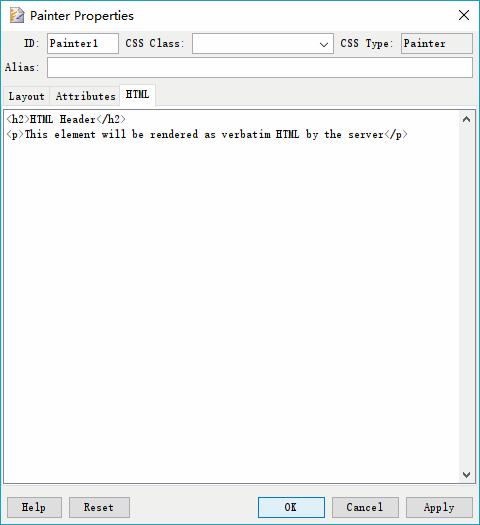 Painter Properties
ID: Painter1 CSS Class: CSS Type: Painter
Alias:
Layout Attributes HTML
<h2>HTML Header</h2>
<p>This element will be rendered as verbatim HTML by the server</p>
Help Reset OK Cancel Apply